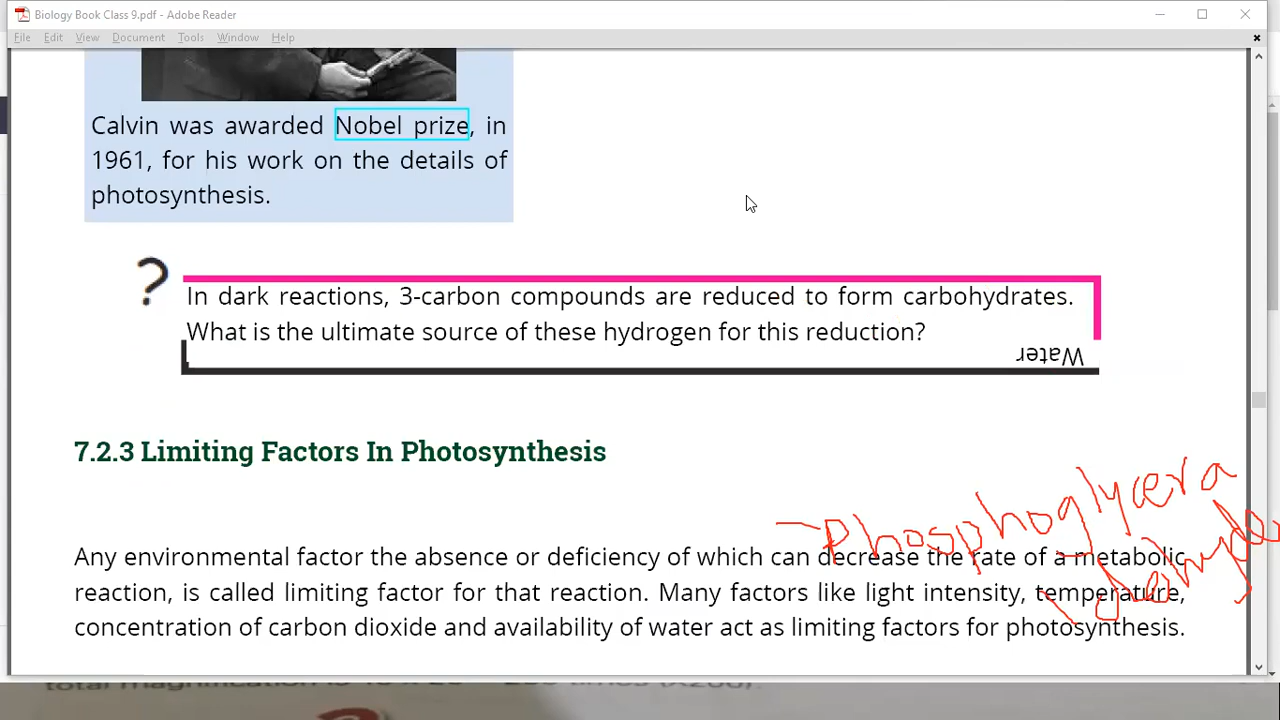 Biology Book Class 9.pdf - Adobe Reader
File Edit View Document Tools Window Help
Calvin was awarded Nobel prize, in
1961, for his work on the details of
photosynthesis.
?
In dark reactions, 3-carbon compounds are reduced to form carbohydrates.
What is the ultimate source of these hydrogen for this reduction?
Water
7.2.3 Limiting Factors In Photosynthesis
Phosphoglycera
Any environmental factor the absence or deficiency of which can decrease the rate of a metabolic
reaction, is called limiting factor for that reaction. Many factors like light intensity, temperature,
concentration of carbon dioxide and availability of water act as limiting factors for photosynthesis.